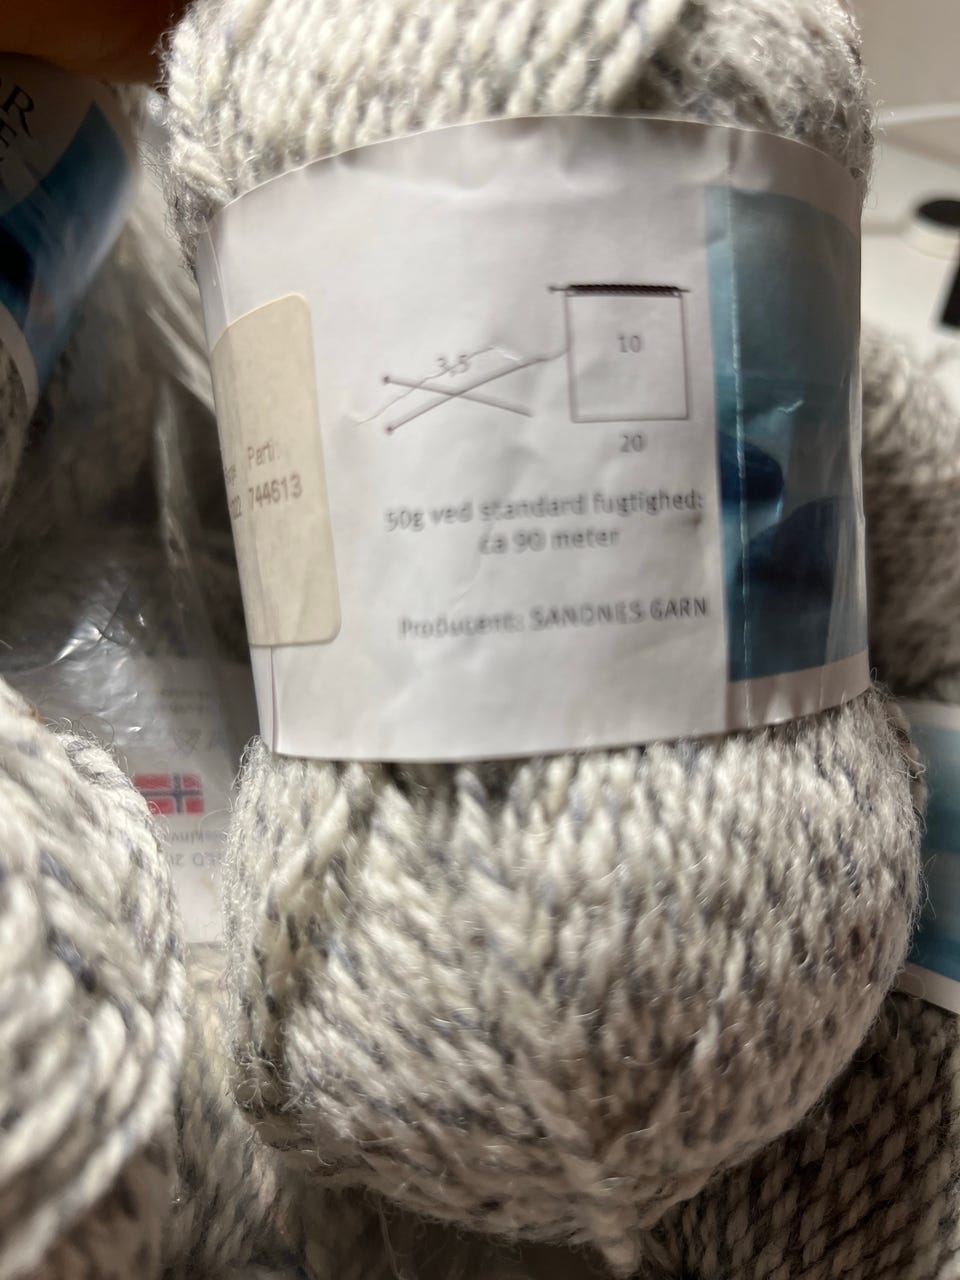 3,5
10
20
50g ved standard fugtighed:
ca 90 meter
Producent: SANDNES GARN
Parti:
744613